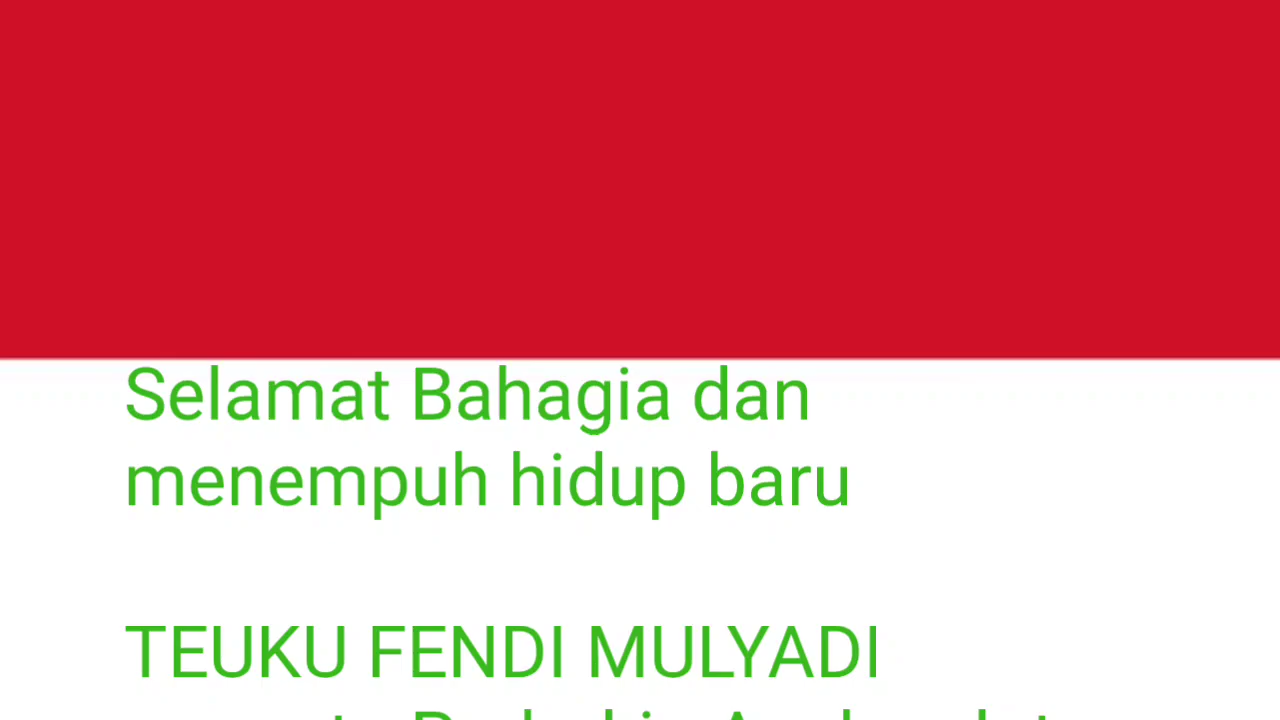 Selamat Bahagia dan
menempuh hidup baru
TEUKU FENDI MULYADI